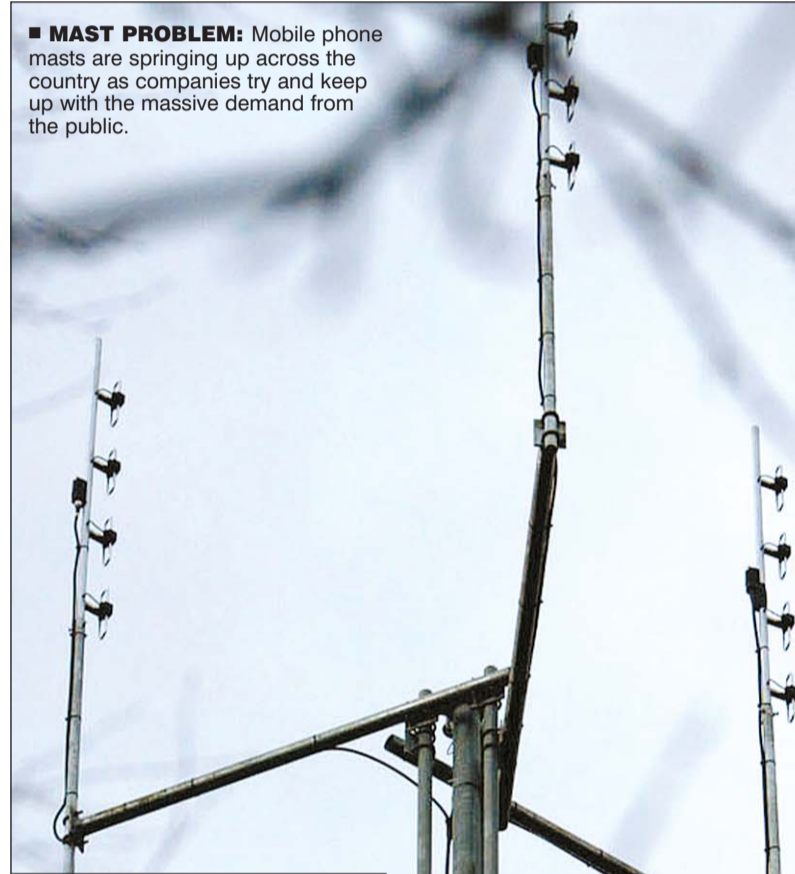 ■ MAST PROBLEM: Mobile phone
masts are springing up across the
country as companies try and keep
up with the massive demand from
the public.